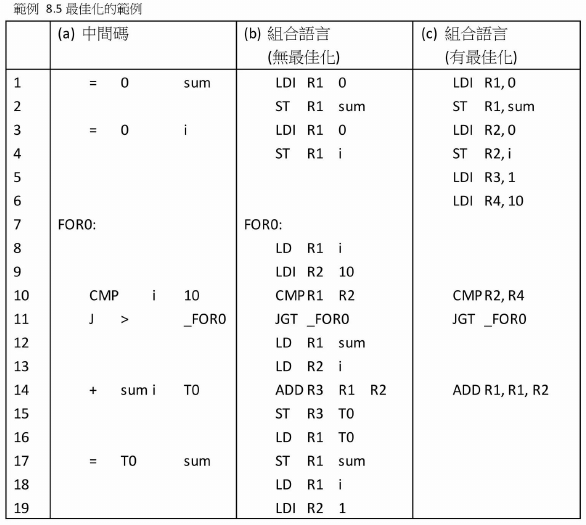 範例 8.5 最佳化的範例
(a) 中間碼 (b) 組合語言 (c) 組合語言
(無最佳化) (有最佳化)
1 = 0 sum LDI R1 0 LDI R1, 0
2 ST R1 sum ST R1, sum
3 = 0 i LDI R1 0 LDI R2, 0
4 ST R1 i ST R2, i
5 LDI R3, 1
6 LDI R4, 10
7 FOR0: FOR0:
8 LD R1 i
9 LDI R2 10
10 CMP i 10 CMPR1 R2 CMPR2, R4
11 J > _FOR0 JGT _FOR0 JGT _FOR0
12 LD R1 sum
13 LD R2 i
14 + sum i T0 ADD R3 R1 R2 ADD R1, R1, R2
15 ST R3 T0
16 LD R1 T0
17 = T0 sum ST R1 sum
18 LD R1 i
19 LDI R2 1